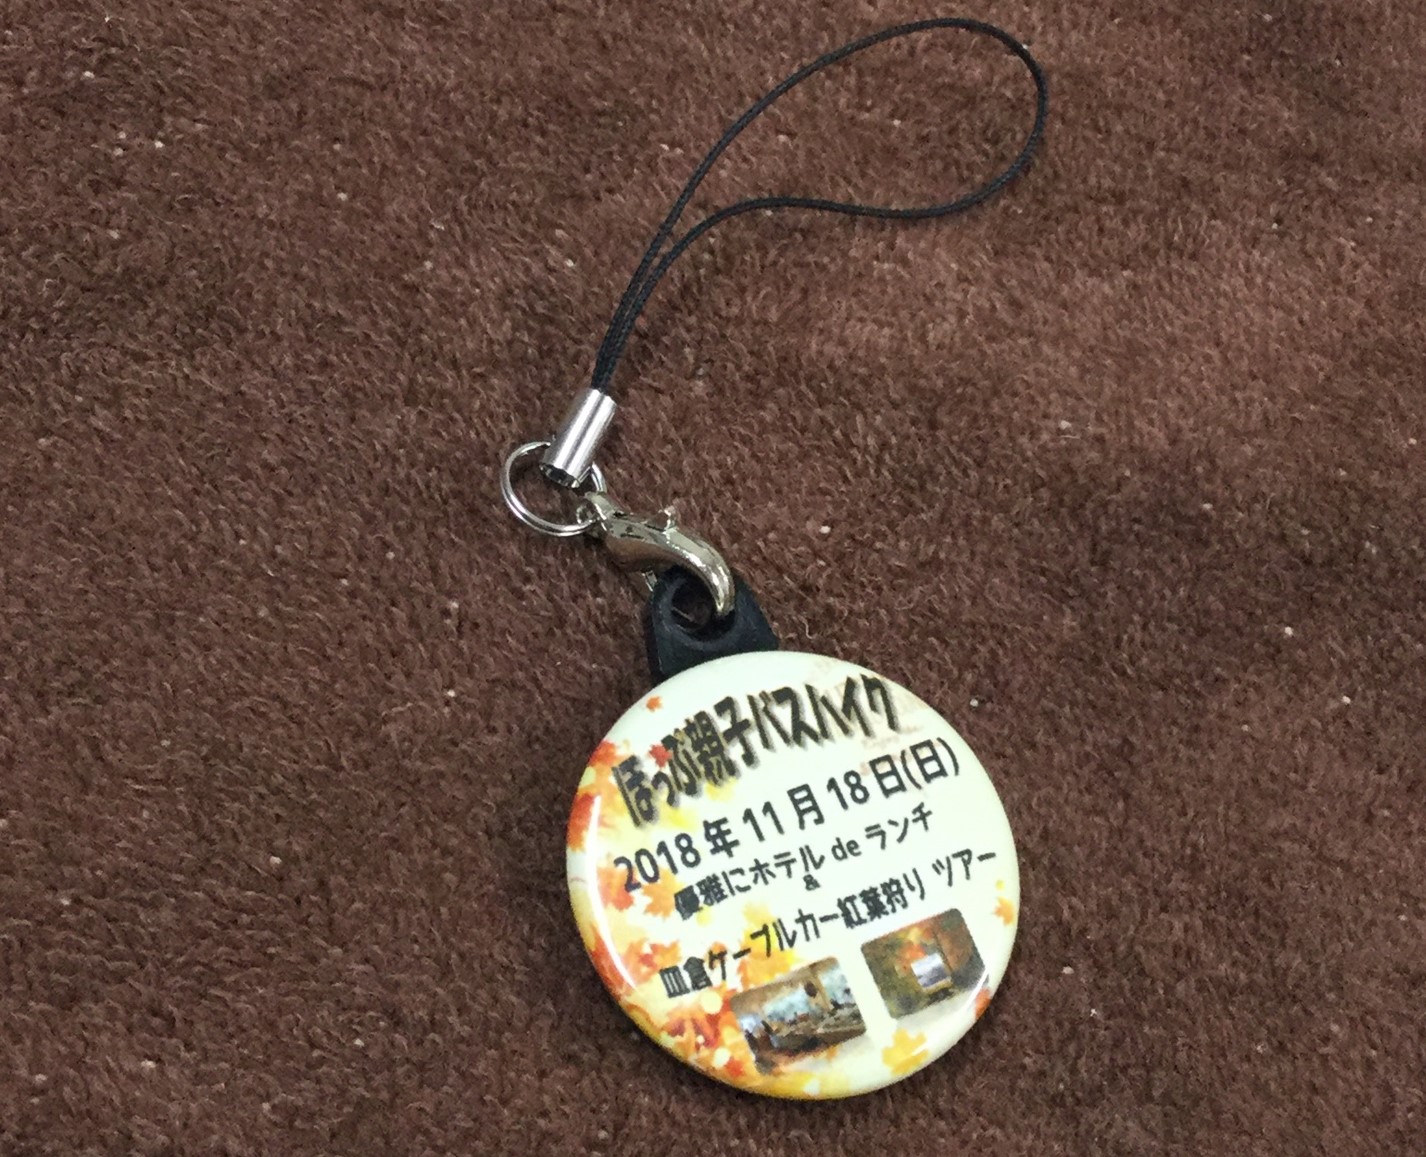 ほっぷ親子バスハイク
2018年11月18日(日)
優雅にホテル de ランチ
&
皿倉ケーブルカー紅葉狩り ツアー